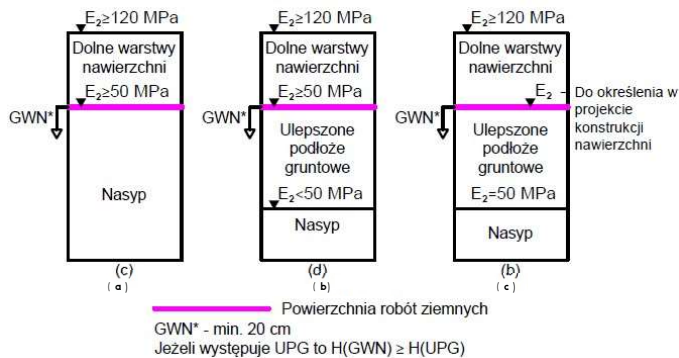 E₂≥120 MPa
Dolne warstwy
nawierzchni
E₂≥50 MPa
GWN*
Nasyp
(c)
(a)
E₂≥120 MPa
Dolne warstwy
nawierzchni
E₂≥50 MPa
GWN*
Ulepszone
podłoże
gruntowe
E₂<50 MPa
Nasyp
(d)
(b)
E₂≥120 MPa
Dolne warstwy
nawierzchni
E₂ – Do określenia w
projekcie
konstrukcji
nawierzchni
GWN*
Ulepszone
podłoże
gruntowe
E₂=50 MPa
Nasyp
(b)
(c)
Powierzchnia robót ziemnych
GWN* - min. 20 cm
Jeżeli występuje UPG to H(GWN) ≥ H(UPG)